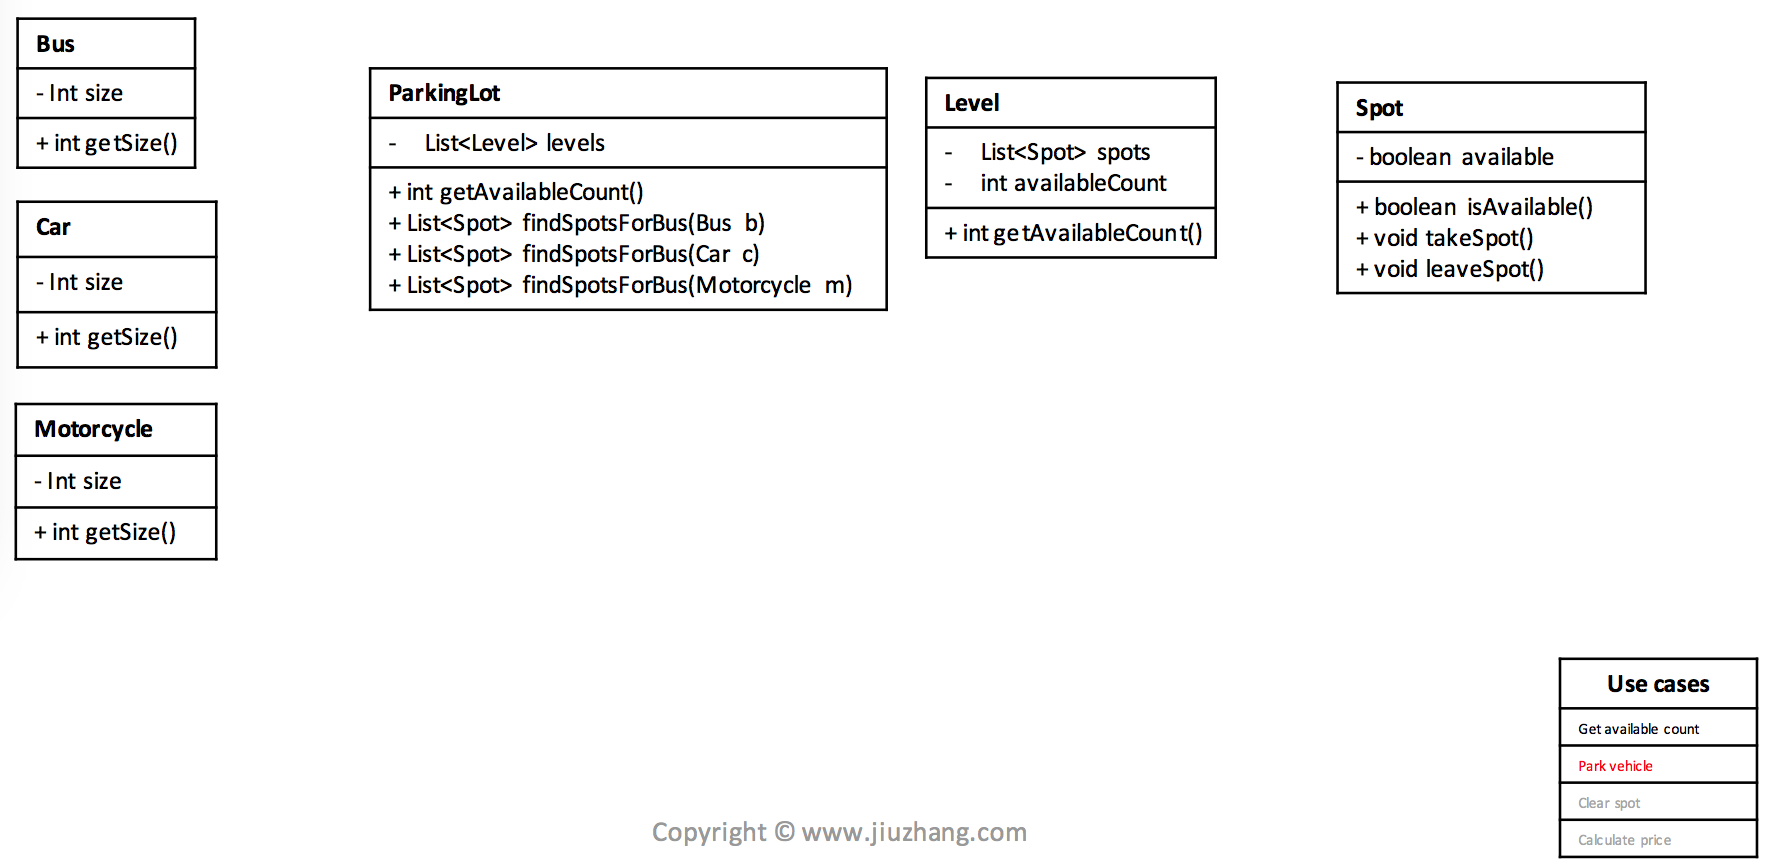 Bus
- Int size
+ int getSize()
Car
- Int size
+ int getSize()
Motorcycle
- Int size
+ int getSize()
ParkingLot
- List<Level> levels
+ int getAvailableCount()
+ List<Spot> findSpotsForBus(Bus b)
+ List<Spot> findSpotsForBus(Car c)
+ List<Spot> findSpotsForBus(Motorcycle m)
Level
- List<Spot> spots
- int availableCount
+ int getAvailableCount()
Spot
- boolean available
+ boolean isAvailable()
+ void takeSpot()
+ void leaveSpot()
Use cases
Get available count
Park vehicle
Clear spot
Calculate price
Copyright © www.jiuzhang.com